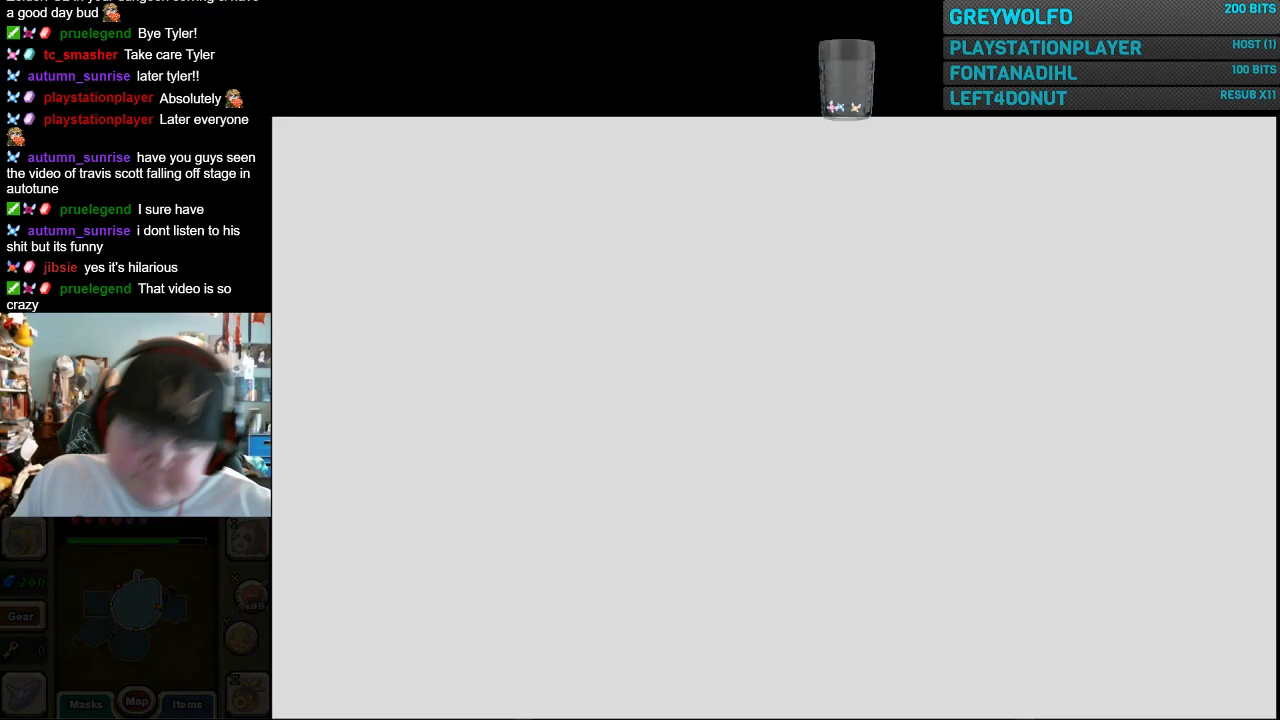 a good day bud
pruelegend Bye Tyler!
tc_smasher Take care Tyler
autumn_sunrise later tyler!!
playstationplayer Absolutely
playstationplayer Later everyone
autumn_sunrise have you guys seen
the video of travis scott falling off stage in
autotune
pruelegend I sure have
autumn_sunrise i dont listen to his
shit but its funny
jibsie yes it's hilarious
pruelegend That video is so
crazy
GREYWOLFD 200 BITS
PLAYSTATIONPLAYER HOST (1)
FONTANADIHL 100 BITS
LEFT4DONUT RESUB X11
200
Gear
0
Masks Map Items